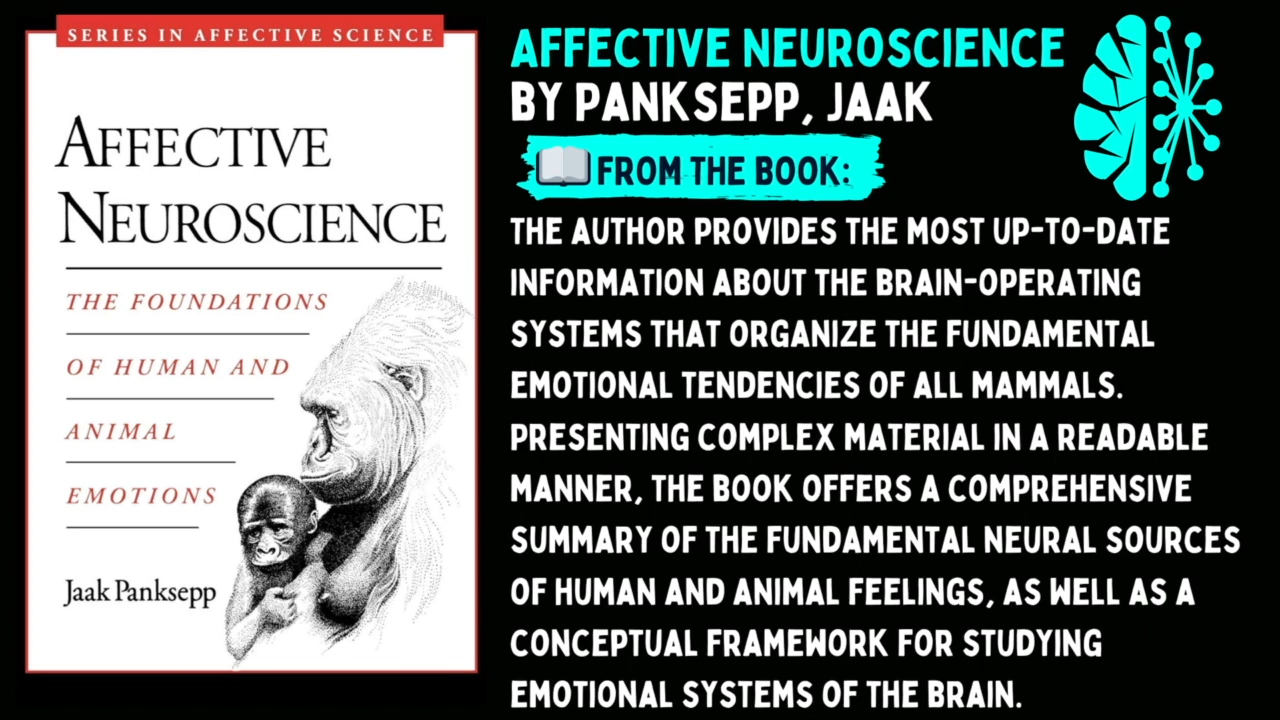 SERIES IN AFFECTIVE SCIENCE
AFFECTIVE
NEUROSCIENCE
THE FOUNDATIONS
OF HUMAN AND
ANIMAL
EMOTIONS
Jaak Panksepp
AFFECTIVE NEUROSCIENCE
BY PANKSEPP, JAAK
FROM THE BOOK:
THE AUTHOR PROVIDES THE MOST UP-TO-DATE
INFORMATION ABOUT THE BRAIN-OPERATING
SYSTEMS THAT ORGANIZE THE FUNDAMENTAL
EMOTIONAL TENDENCIES OF ALL MAMMALS.
PRESENTING COMPLEX MATERIAL IN A READABLE
MANNER, THE BOOK OFFERS A COMPREHENSIVE
SUMMARY OF THE FUNDAMENTAL NEURAL SOURCES
OF HUMAN AND ANIMAL FEELINGS, AS WELL AS A
CONCEPTUAL FRAMEWORK FOR STUDYING
EMOTIONAL SYSTEMS OF THE BRAIN.